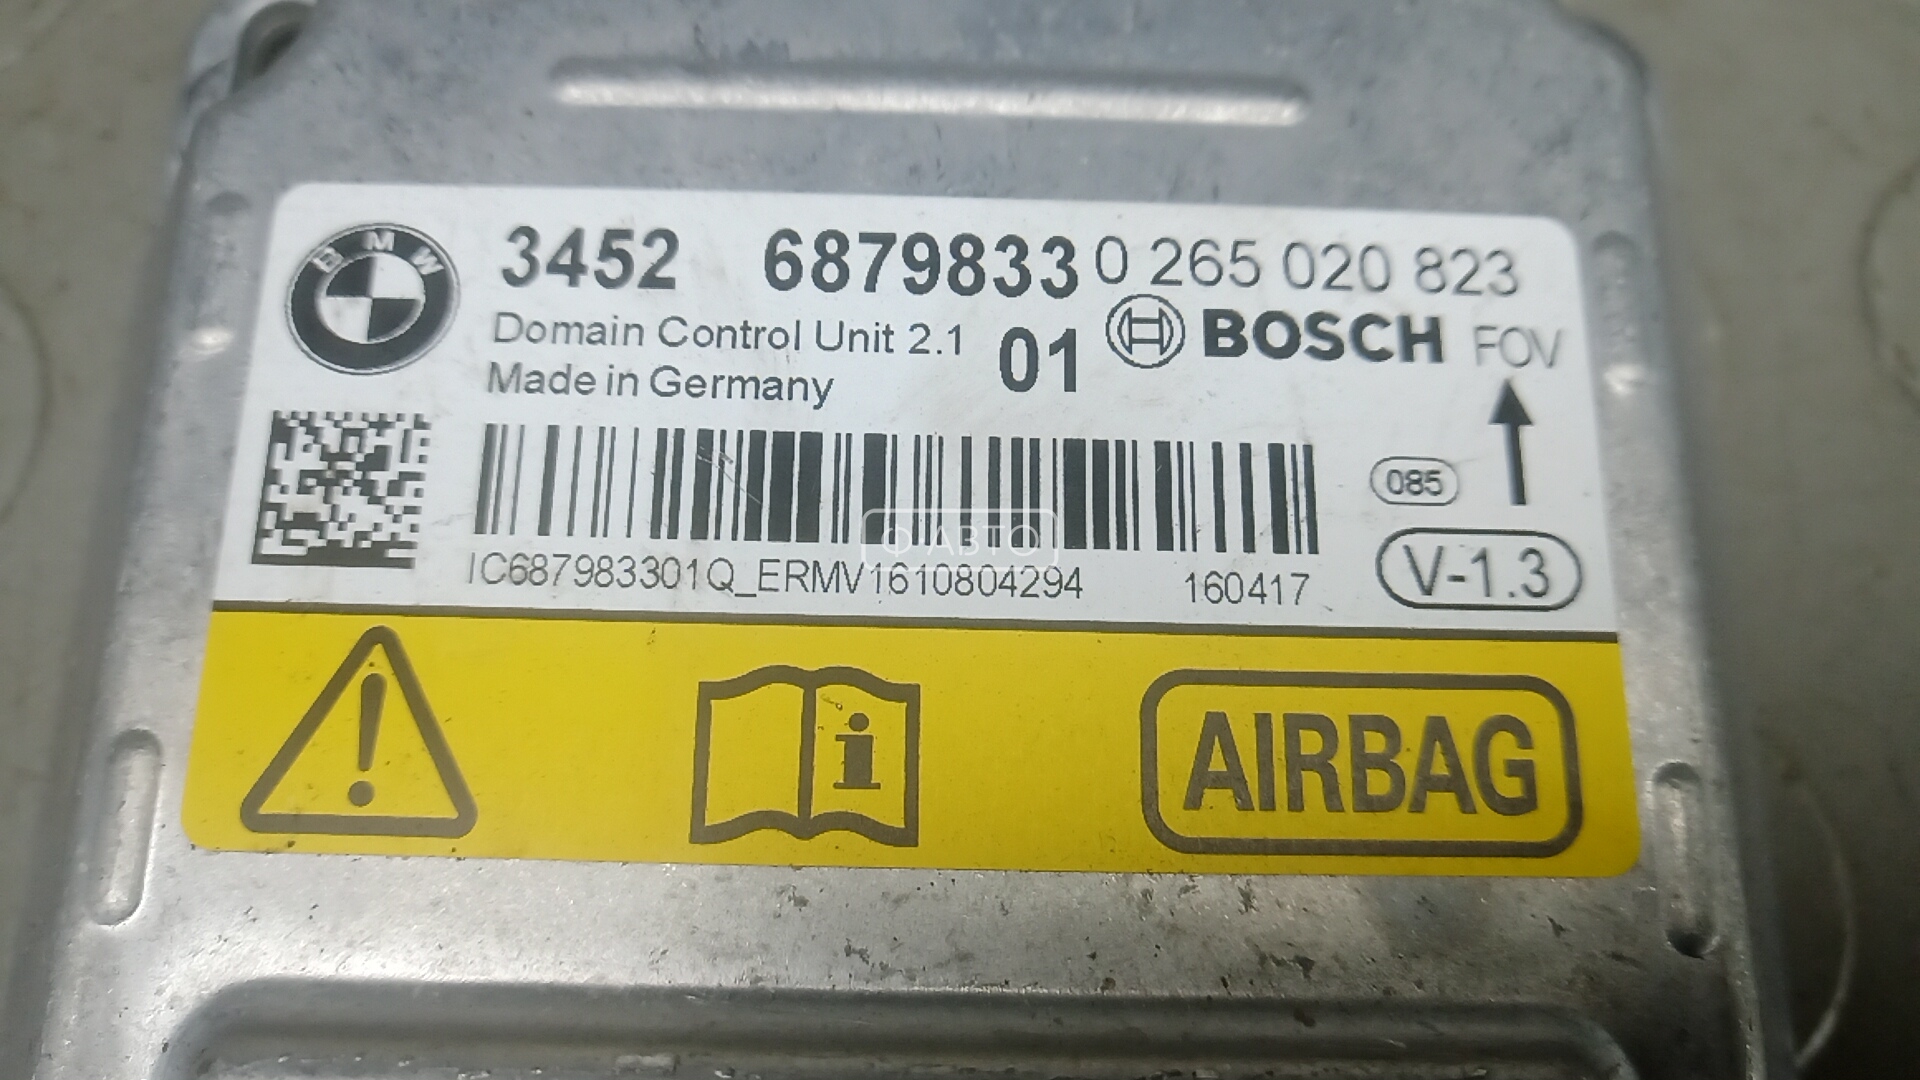 BMW
3452 6879833 0 265 020 823
Domain Control Unit 2.1 01 BOSCH FOV
Made in Germany
085
V-1.3
IC687983301Q_ERMV1610804294 160417
Ф-АВТО
i
AIRBAG